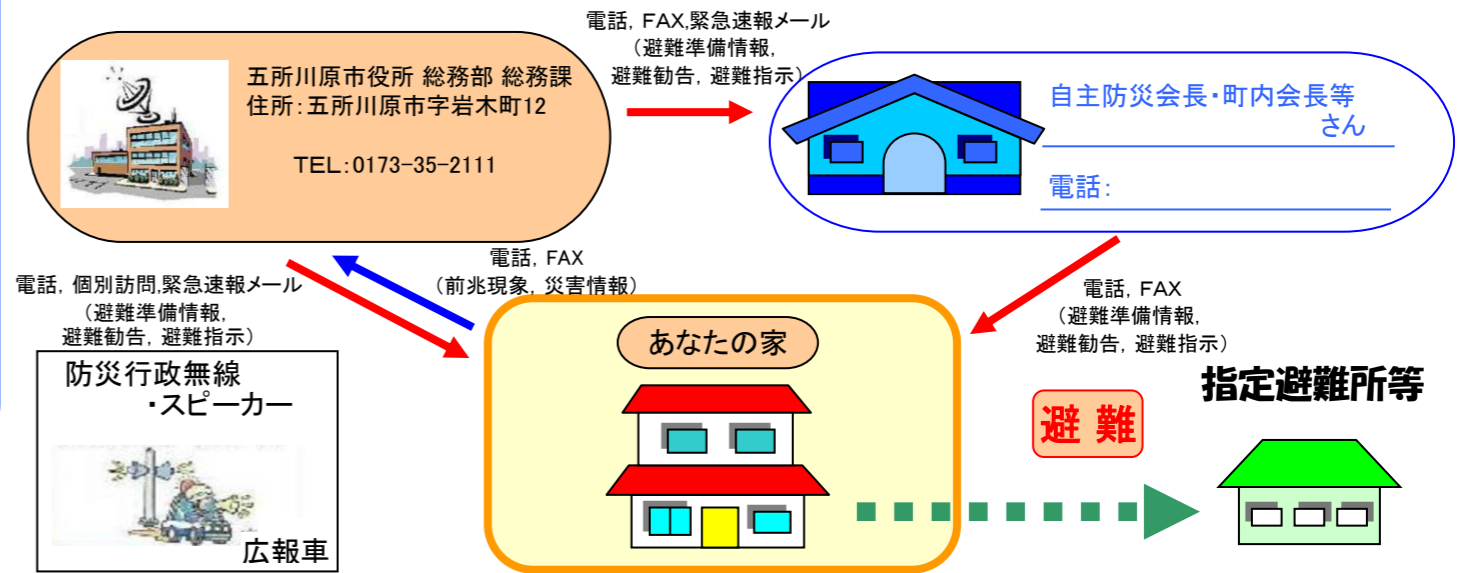 電話，FAX,緊急速報メール
（避難準備情報，
避難勧告，避難指示）
五所川原市役所 総務部 総務課
住所：五所川原市字岩木町12
TEL：0173-35-2111
自主防災会長・町内会長等
さん
電話：
電話，個別訪問,緊急速報メール
（避難準備情報，
避難勧告，避難指示）
電話，FAX
（前兆現象，災害情報）
電話，FAX
（避難準備情報，
避難勧告，避難指示）
防災行政無線
・スピーカー
広報車
あなたの家
避 難
指定避難所等